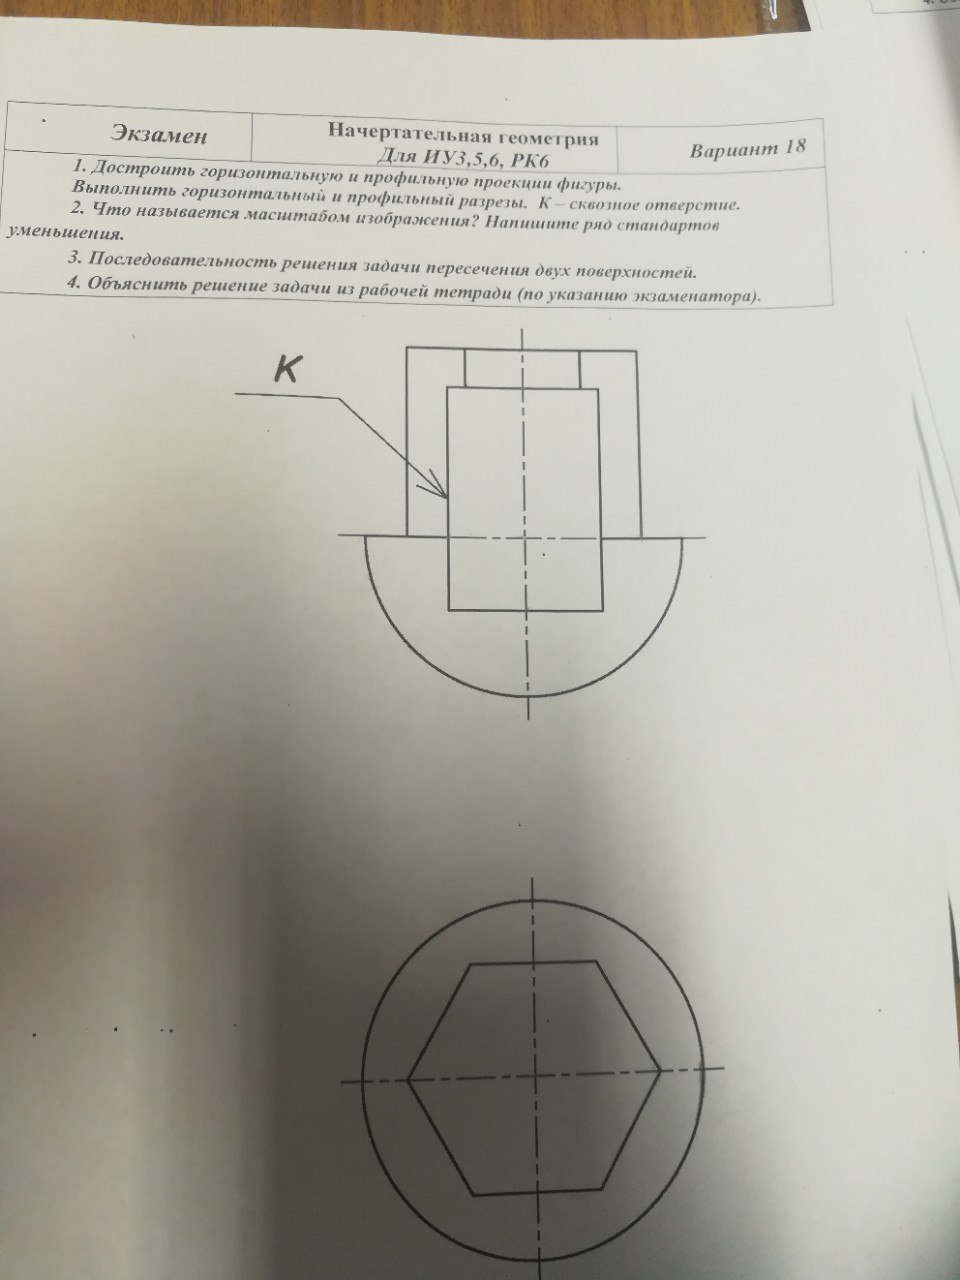 Экзамен
Начертательная геометрия
Для ИУ3,5,6, РК6
Вариант 18
1. Достроить горизонтальную и профильную проекции фигуры.
Выполнить горизонтальный и профильный разрезы. К – сквозное отверстие.
2. Что называется масштабом изображения? Напишите ряд стандартов
уменьшения.
3. Последовательность решения задачи пересечения двух поверхностей.
4. Объяснить решение задачи из рабочей тетради (по указанию экзаменатора).
К